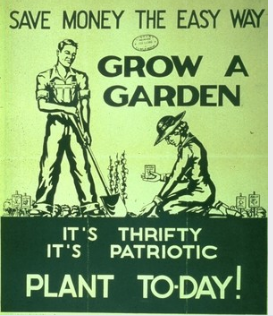 SAVE MONEY THE EASY WAY
GROW A
GARDEN
IT'S THRIFTY
IT'S PATRIOTIC
PLANT TO-DAY!